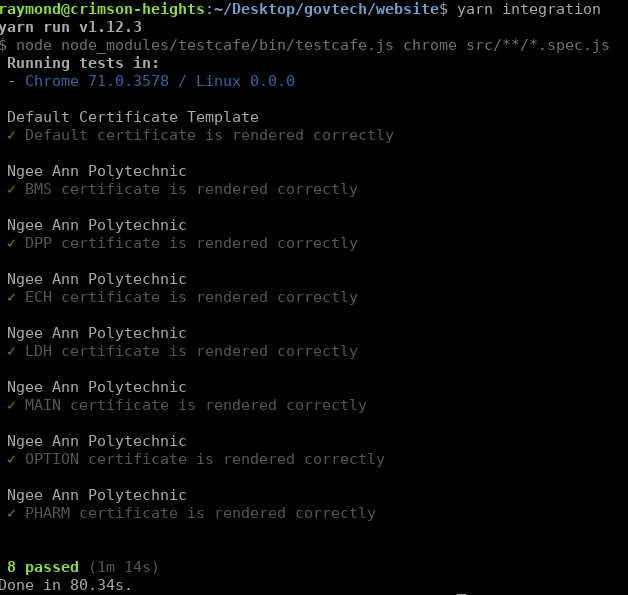 raymond@crimson-heights:~/Desktop/govtech/website$ yarn integration
yarn run v1.12.3
$ node node_modules/testcafe/bin/testcafe.js chrome src/**/*.spec.js
Running tests in:
- Chrome 71.0.3578 / Linux 0.0.0
Default Certificate Template
✓ Default certificate is rendered correctly
Ngee Ann Polytechnic
✓ BMS certificate is rendered correctly
Ngee Ann Polytechnic
✓ DPP certificate is rendered correctly
Ngee Ann Polytechnic
✓ ECH certificate is rendered correctly
Ngee Ann Polytechnic
✓ LDH certificate is rendered correctly
Ngee Ann Polytechnic
✓ MAIN certificate is rendered correctly
Ngee Ann Polytechnic
✓ OPTION certificate is rendered correctly
Ngee Ann Polytechnic
✓ PHARM certificate is rendered correctly
8 passed (1m 14s)
Done in 80.34s.